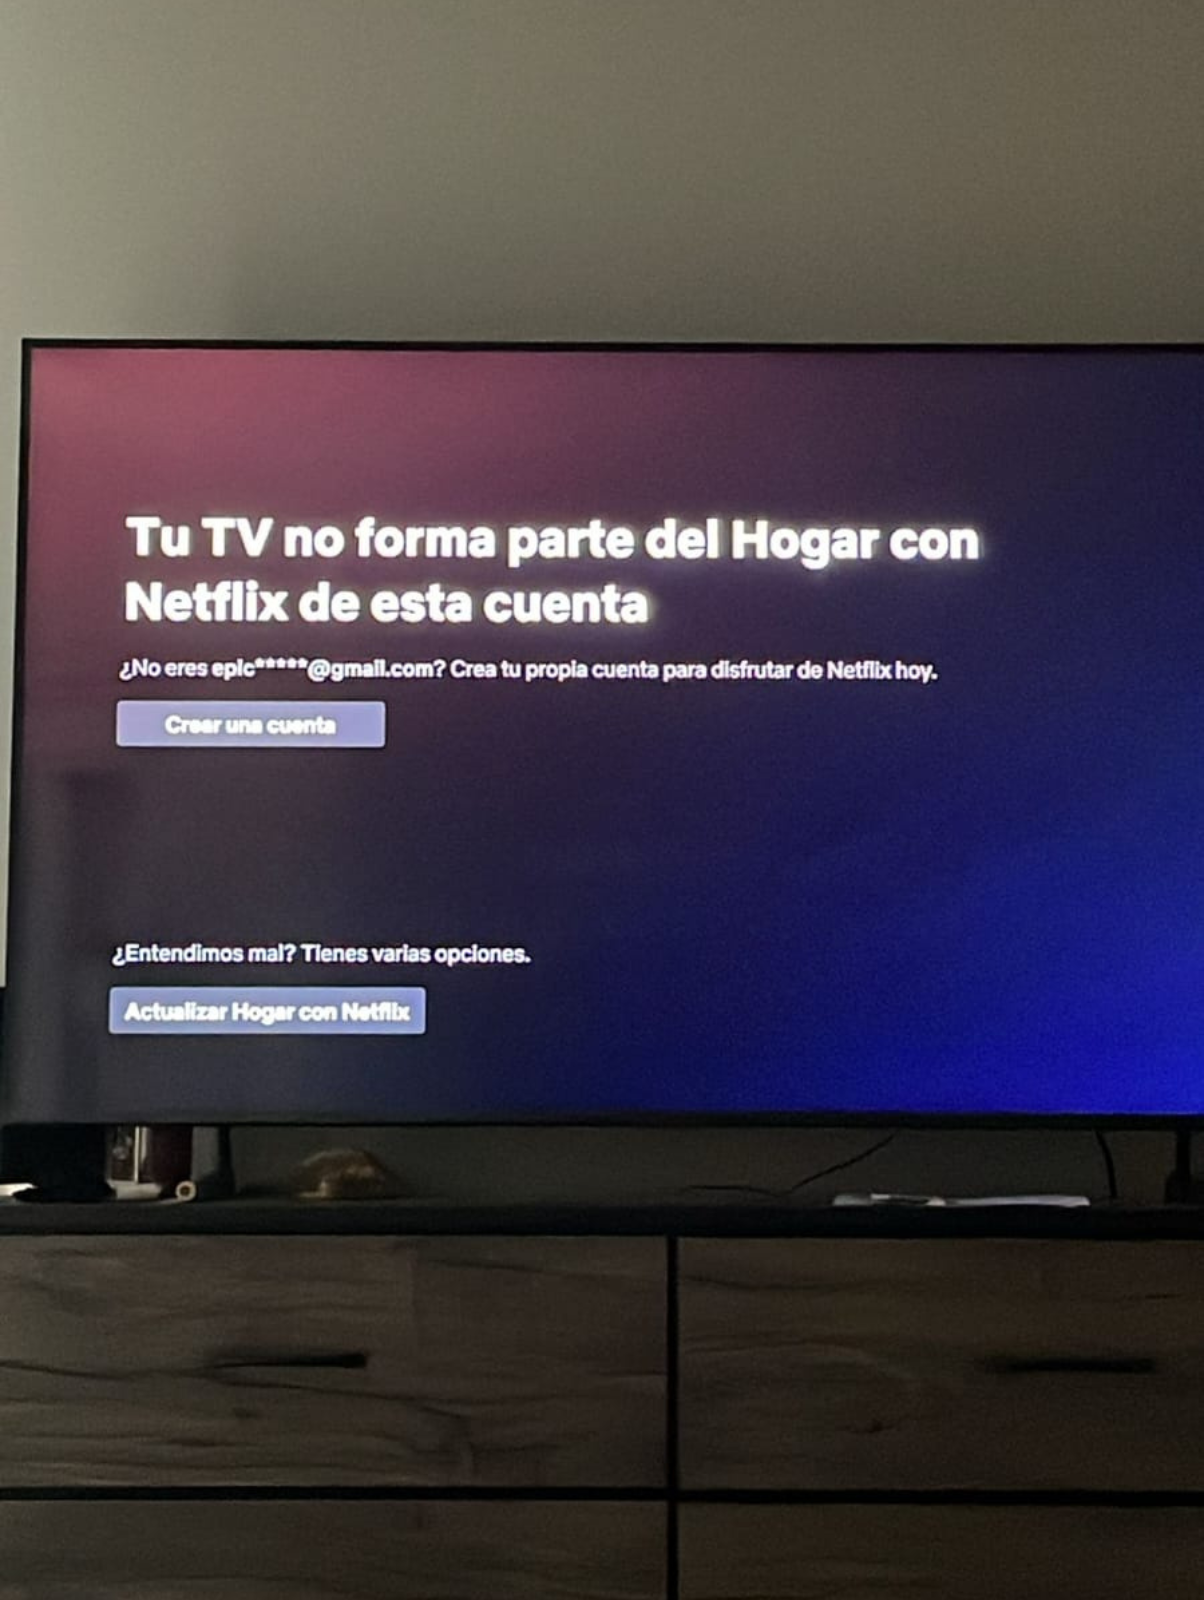 Tu TV no forma parte del Hogar con
Netflix de esta cuenta
¿No eres epic*****@gmail.com? Crea tu propia cuenta para disfrutar de Netflix hoy.
Crear una cuenta
¿Entendimos mal? Tienes varias opciones.
Actualizar Hogar con Netflix